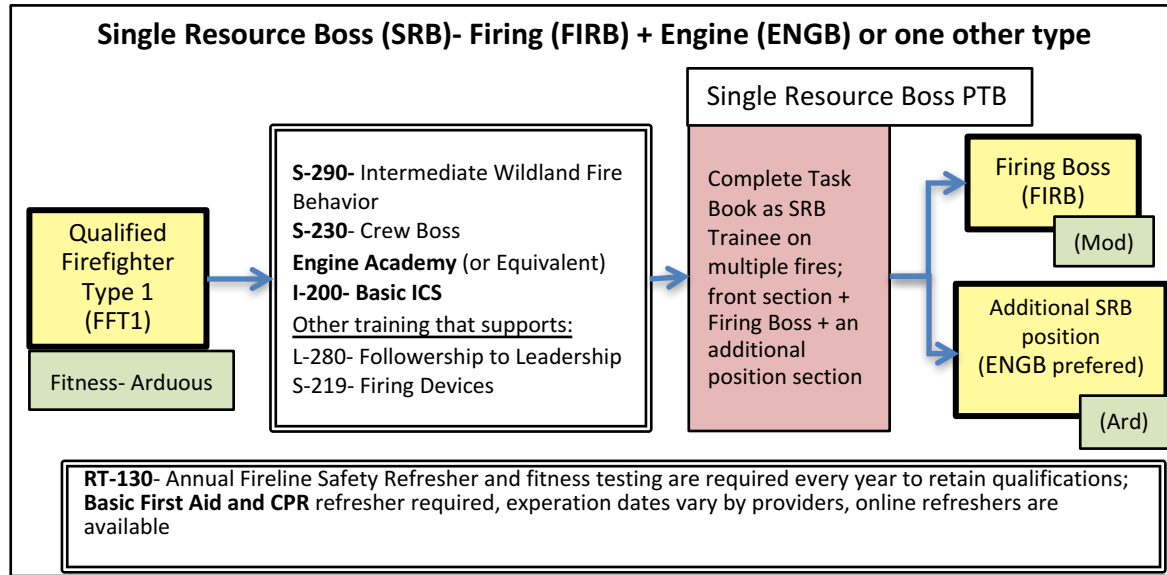 Single Resource Boss (SRB)- Firing (FIRB) + Engine (ENGB) or one other type
Qualified
Firefighter
Type 1
(FFT1)
Fitness- Arduous
S-290- Intermediate Wildland Fire
Behavior
S-230- Crew Boss
Engine Academy (or Equivalent)
I-200- Basic ICS
Other training that supports:
L-280- Followership to Leadership
S-219- Firing Devices
Single Resource Boss PTB
Complete Task
Book as SRB
Trainee on
multiple fires;
front section +
Firing Boss + an
additional
position section
Firing Boss
(FIRB)
(Mod)
Additional SRB
position
(ENGB prefered)
(Ard)
RT-130- Annual Fireline Safety Refresher and fitness testing are required every year to retain qualifications;
Basic First Aid and CPR refresher required, experation dates vary by providers, online refreshers are
available